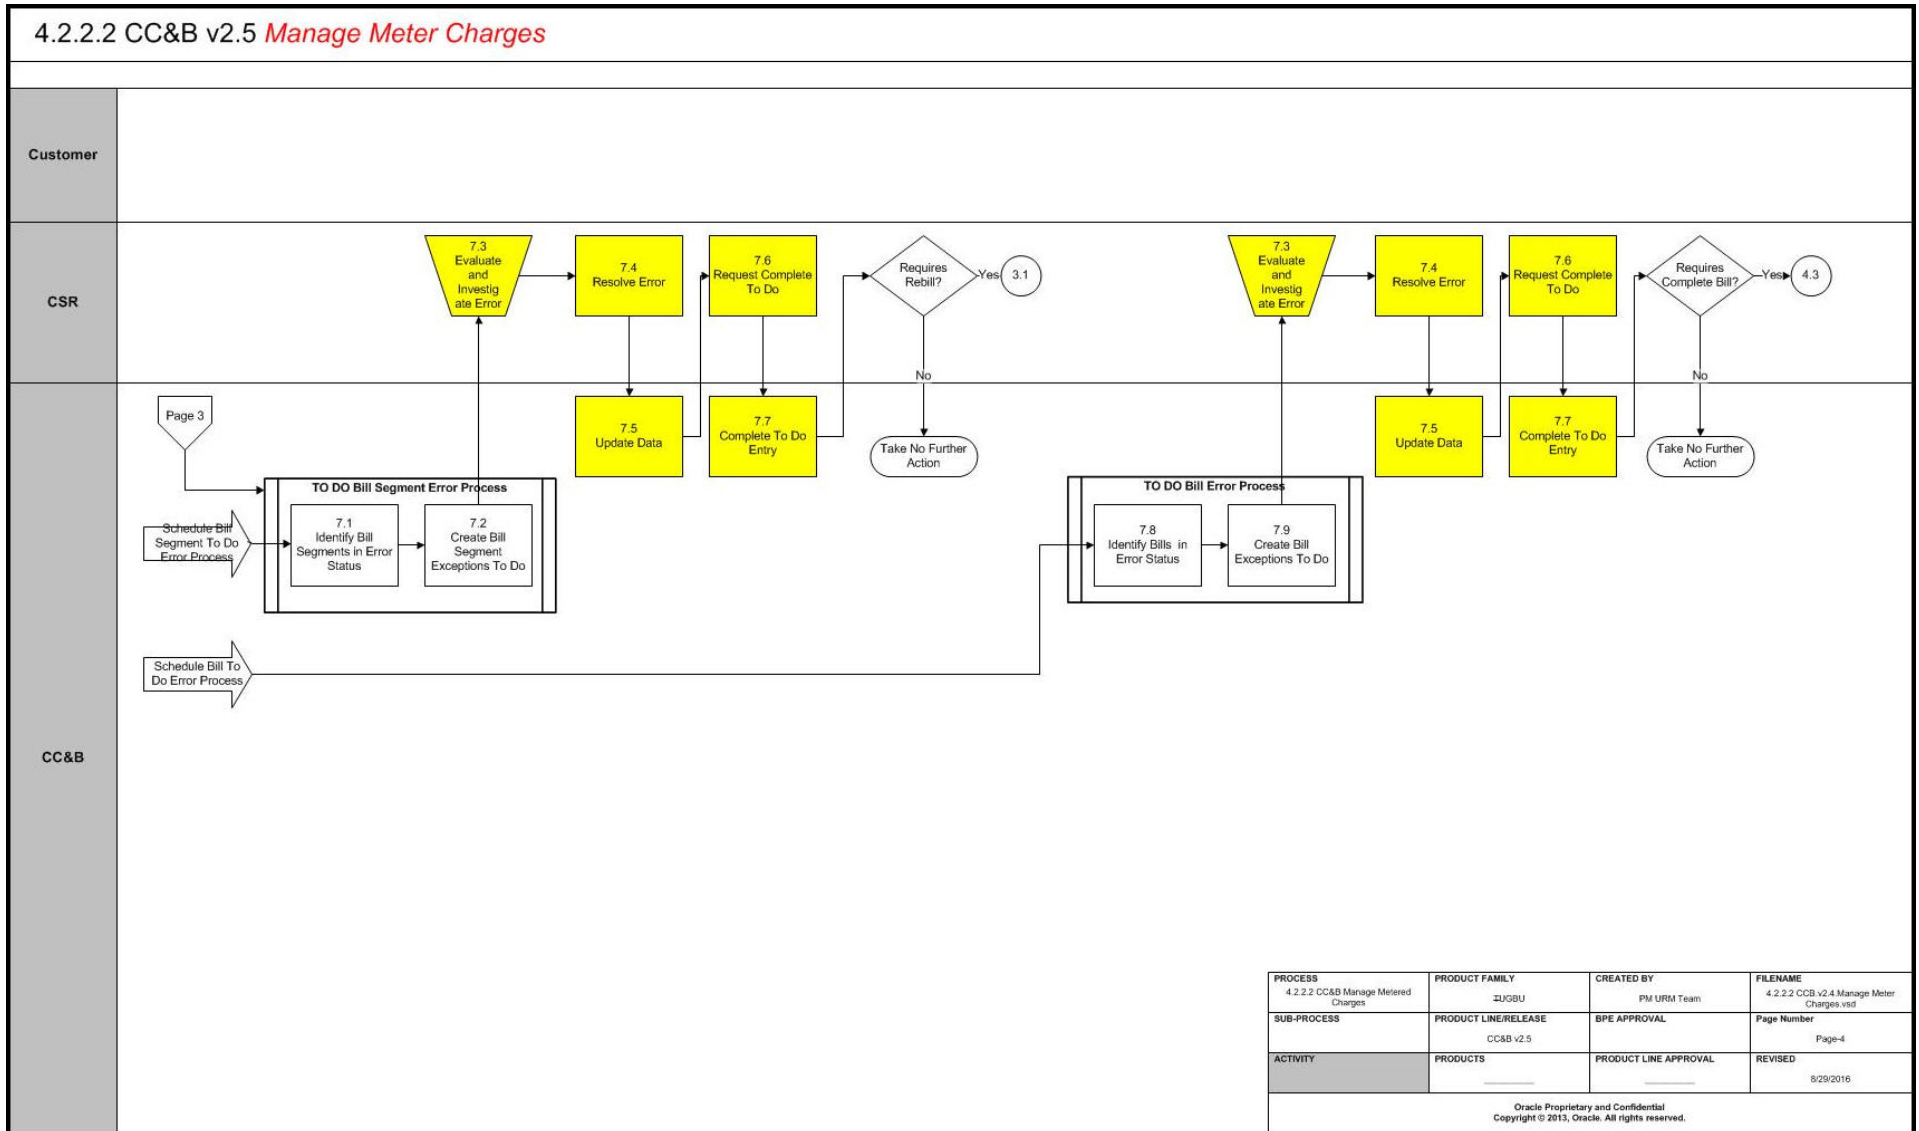 4.2.2.2 CC&B v2.5 Manage Meter Charges
Customer
CSR
7.3
Evaluate
and
Investig
ate Error
7.4
Resolve Error
7.6
Request Complete
To Do
Requires
Rebill?
Yes
3.1
No
7.3
Evaluate
and
Investig
ate Error
7.4
Resolve Error
7.6
Request Complete
To Do
Requires
Complete Bill?
Yes
4.3
No
CC&B
Page 3
7.5
Update Data
7.7
Complete To Do
Entry
Take No Further
Action
7.5
Update Data
7.7
Complete To Do
Entry
Take No Further
Action
Schedule Bill
Segment To Do
Error Process
TO DO Bill Segment Error Process
7.1
Identify Bill
Segments in Error
Status
7.2
Create Bill
Segment
Exceptions To Do
TO DO Bill Error Process
7.8
Identify Bills in
Error Status
7.9
Create Bill
Exceptions To Do
Schedule Bill To
Do Error Process
PROCESS
4.2.2.2 CC&B Manage Metered
Charges
PRODUCT FAMILY
TUGBU
CREATED BY
PM URM Team
FILENAME
4.2.2.2 CCB.v2.4.Manage Meter
Charges.vsd
SUB-PROCESS
PRODUCT LINE/RELEASE
CC&B v2.5
BPE APPROVAL
Page Number
Page-4
ACTIVITY
PRODUCTS
PRODUCT LINE APPROVAL
REVISED
8/29/2016
Oracle Proprietary and Confidential
Copyright © 2013, Oracle. All rights reserved.